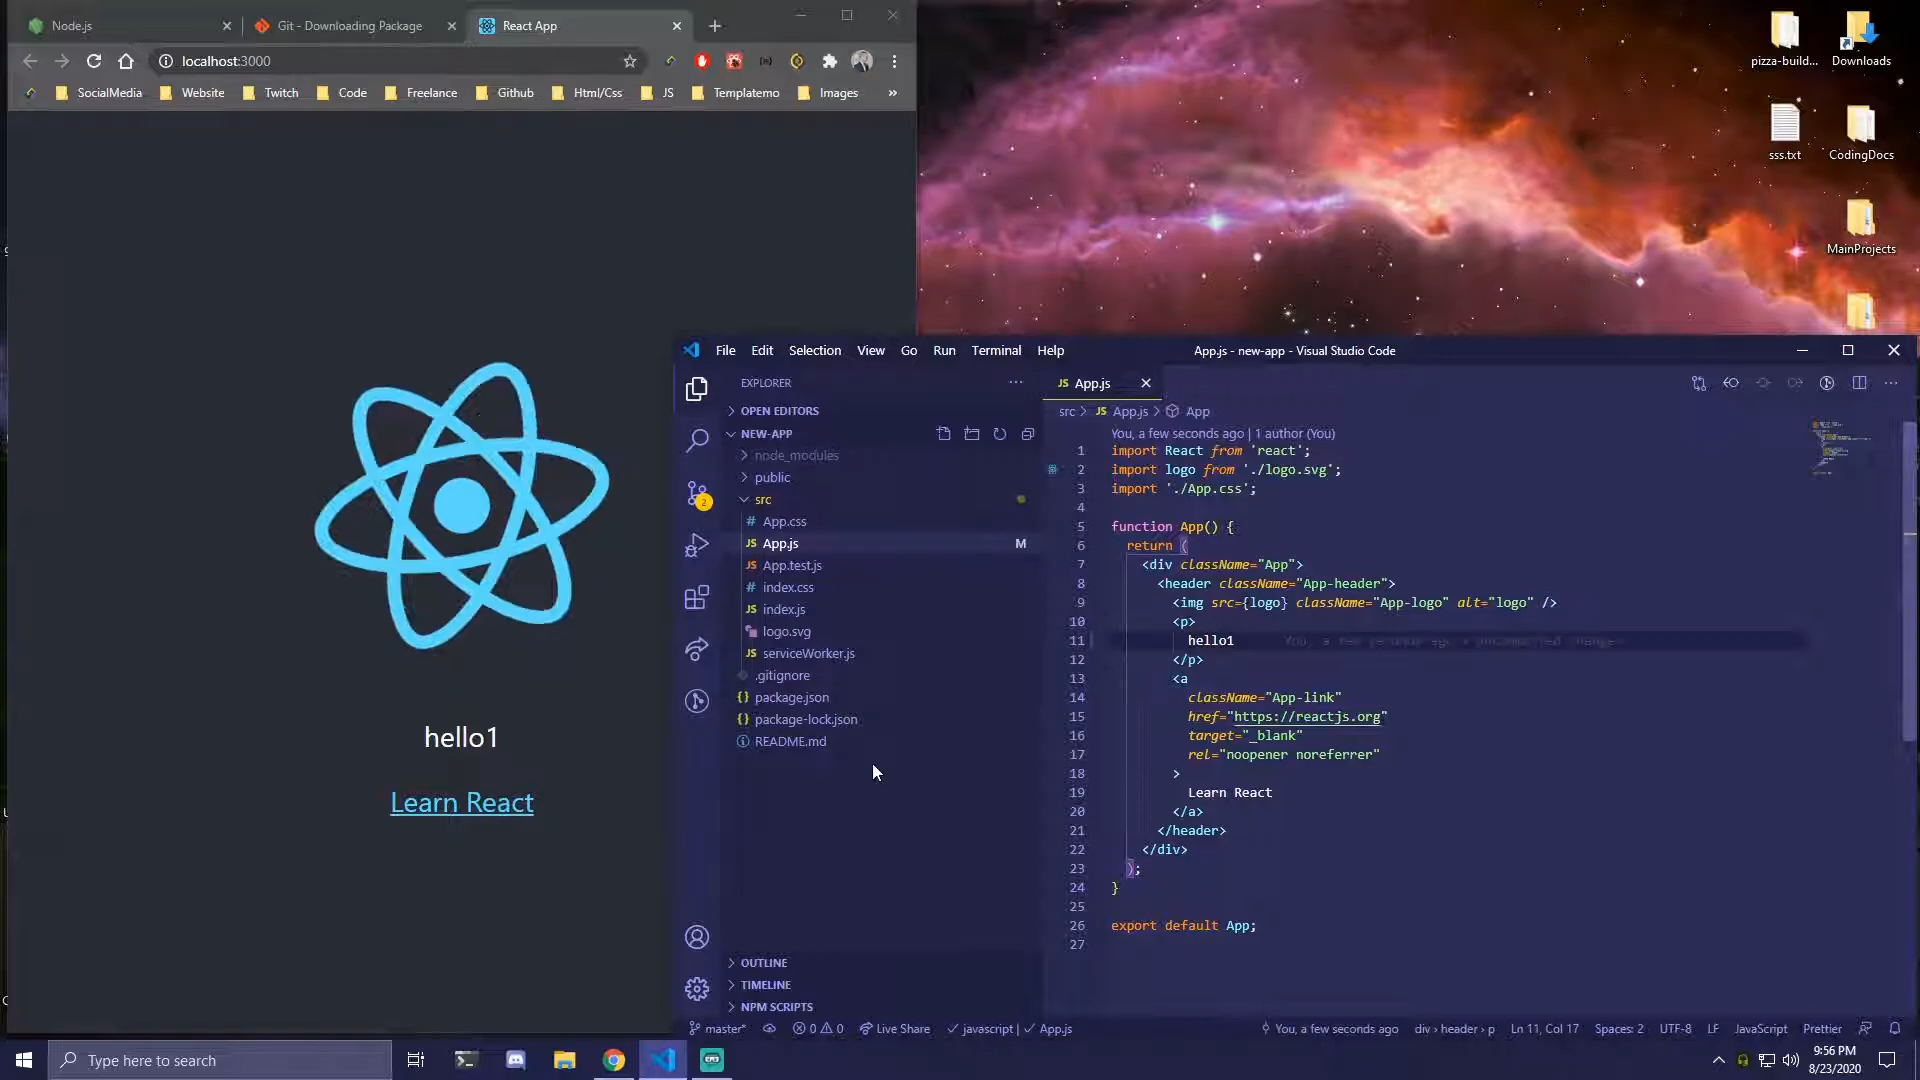 Node.js
Git - Downloading Package
React App
localhost:3000
SocialMedia
Website
Twitch
Code
Freelance
Github
Html/Css
JS
Templatemo
Images
»
hello1
Learn React
pizza-build...
Downloads
sss.txt
CodingDocs
MainProjects
File Edit Selection View Go Run Terminal Help
App.js - new-app - Visual Studio Code
EXPLORER
OPEN EDITORS
NEW-APP
node_modules
public
src
# App.css
JS App.js M
JS App.test.js
# index.css
JS index.js
logo.svg
JS serviceWorker.js
.gitignore
{} package.json
{} package-lock.json
README.md
OUTLINE
TIMELINE
NPM SCRIPTS
2
JS App.js
src > JS App.js > App
You, a few seconds ago | 1 author (You)
1 import React from 'react';
2 import logo from './logo.svg';
3 import './App.css';
4
5 function App() {
6 return (
7 <div className="App">
8 <header className="App-header">
9 <img src={logo} className="App-logo" alt="logo" />
10 <p>
11 hello1
12 </p>
13 <a
14 className="App-link"
15 href="https://reactjs.org"
16 target="_blank"
17 rel="noopener noreferrer"
18 >
19 Learn React
20 </a>
21 </header>
22 </div>
23 );
24 }
25
26 export default App;
27
master* 0 0 Live Share javascript | App.js
You, a few seconds ago div › header › p Ln 11, Col 17 Spaces: 2 UTF-8 LF JavaScript Prettier
Type here to search
9:56 PM
8/23/2020